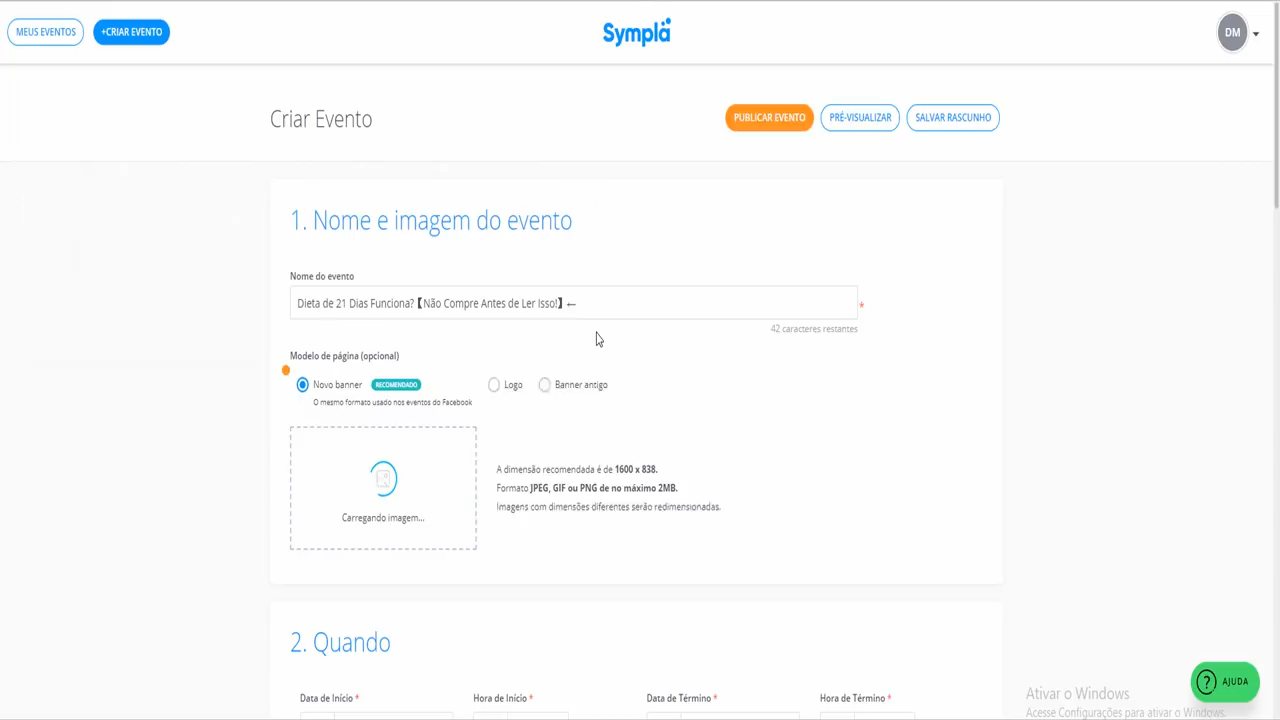 MEUS EVENTOS
+CRIAR EVENTO
Sympla
DM
Criar Evento
PUBLICAR EVENTO
PRÉ-VISUALIZAR
SALVAR RASCUNHO
1. Nome e imagem do evento
Nome do evento
Dieta de 21 Dias Funciona?【Não Compre Antes de Ler Isso!】←
*
42 caracteres restantes
Modelo de página (opcional)
Novo banner RECOMENDADO
Logo
Banner antigo
O mesmo formato usado nos eventos do Facebook
A dimensão recomendada é de 1600 x 838.
Formato JPEG, GIF ou PNG de no máximo 2MB.
Imagens com dimensões diferentes serão redimensionadas.
Carregando imagem...
2. Quando
Data de Início *
Hora de Início *
Data de Término *
Hora de Término *
AJUDA
Ativar o Windows
Acesse Configurações para ativar o Windows.